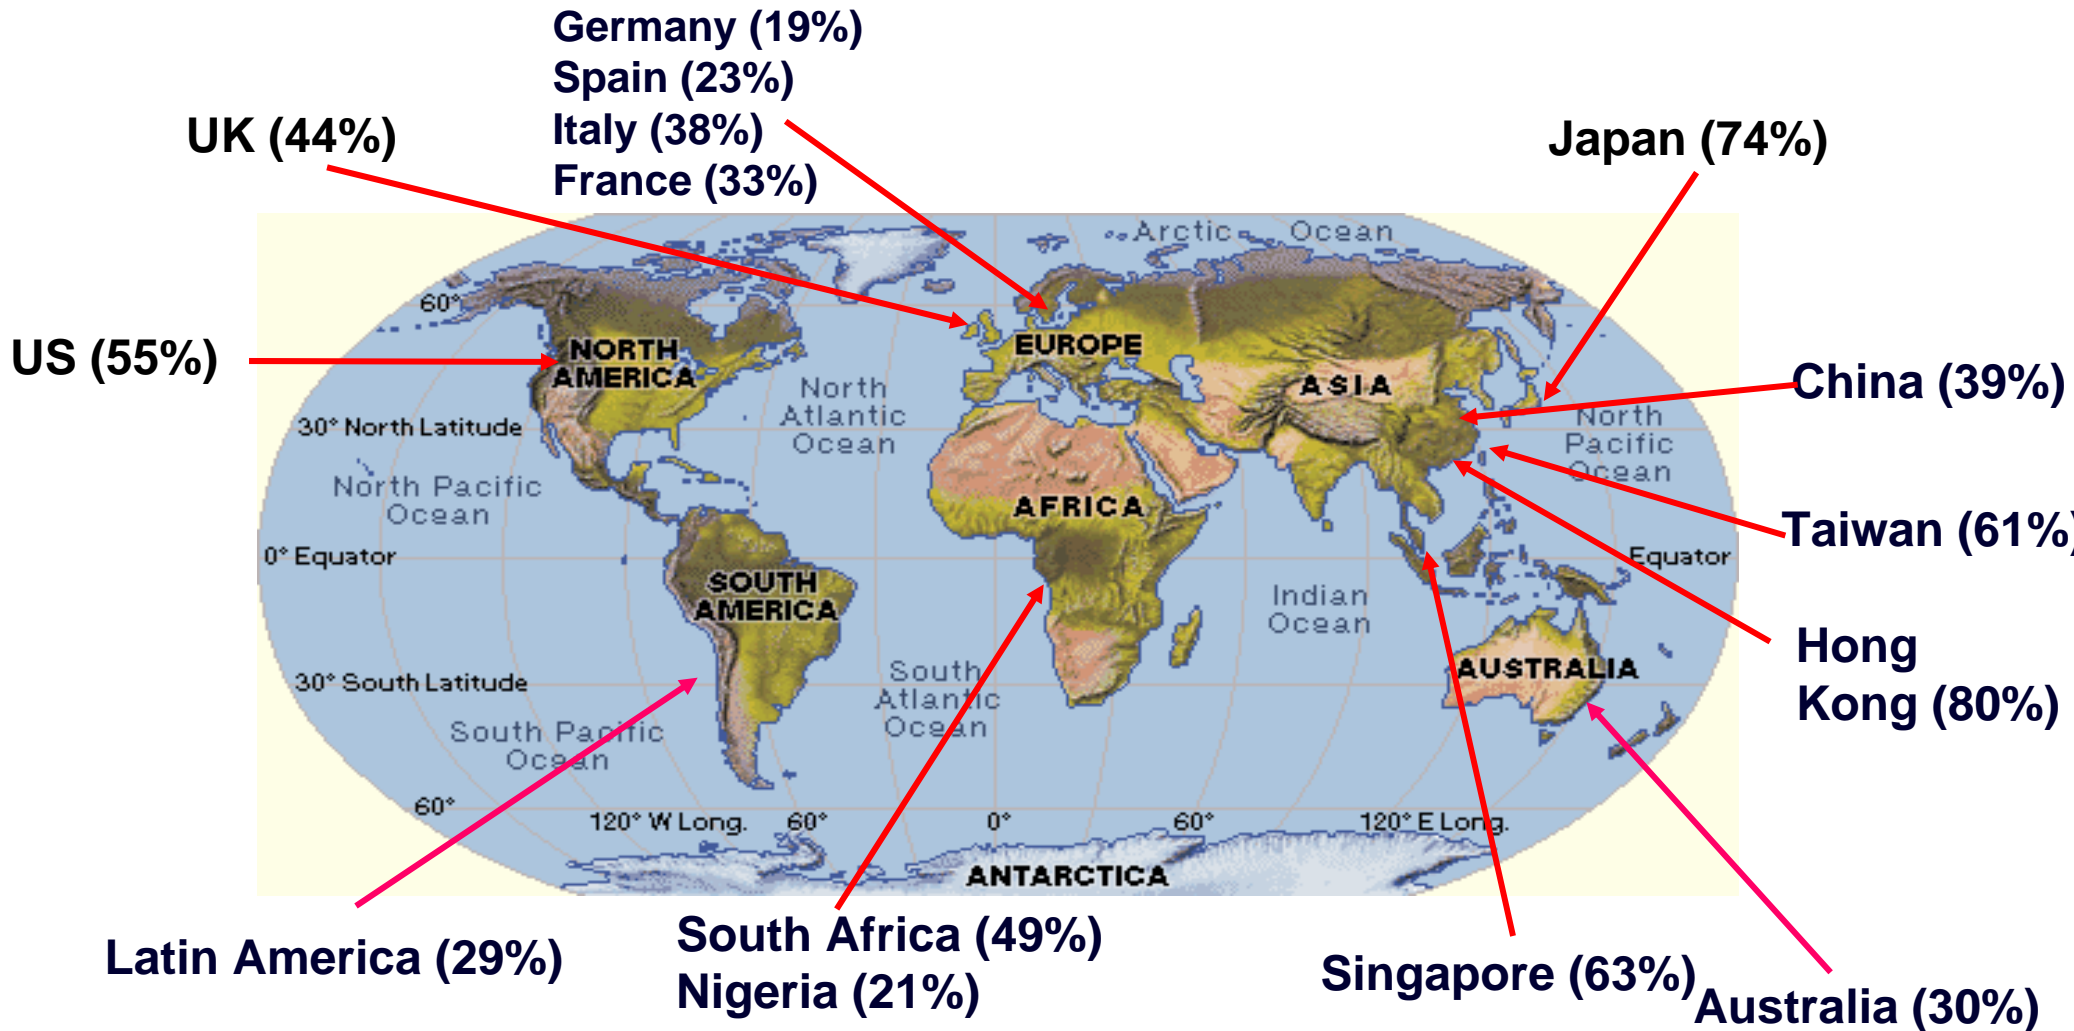 Germany (19%)
Spain (23%)
Italy (38%)
France (33%)
UK (44%)
Japan (74%)
US (55%)
China (39%)
Taiwan (61%)
Hong
Kong (80%)
Latin America (29%)
South Africa (49%)
Nigeria (21%)
Singapore (63%)
Australia (30%)
Arctic Ocean
60°
NORTH
AMERICA
EUROPE
ASIA
North
Atlantic
Ocean
30° North Latitude
North
Pacific
Ocean
North Pacific
Ocean
AFRICA
0° Equator
Equator
SOUTH
AMERICA
Indian
Ocean
30° South Latitude
South
Atlantic
Ocean
AUSTRALIA
South Pacific
Ocean
60°
120° W Long.
60°
0°
60°
120° E Long.
ANTARCTICA